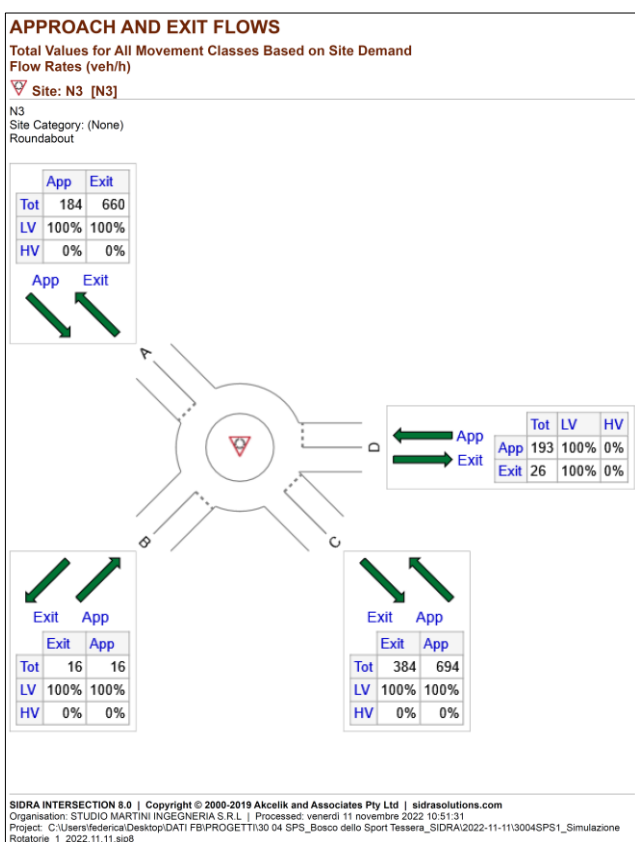 APPROACH AND EXIT FLOWS
Total Values for All Movement Classes Based on Site Demand
Flow Rates (veh/h)
Site: N3 [N3]
N3
Site Category: (None)
Roundabout
App Exit
Tot 184 660
LV 100% 100%
HV 0% 0%
App Exit
A
D
App
Exit
Tot LV HV
App 193 100% 0%
Exit 26 100% 0%
B
C
Exit App
Exit App
Tot 16 16
LV 100% 100%
HV 0% 0%
Exit App
Exit App
Tot 384 694
LV 100% 100%
HV 0% 0%
SIDRA INTERSECTION 8.0 | Copyright © 2000-2019 Akcelik and Associates Pty Ltd | sidrasolutions.com
Organisation: STUDIO MARTINI INGEGNERIA S.R.L | Processed: venerdì 11 novembre 2022 10:51:31
Project: C:\Users\federica\Desktop\DATI FB\PROGETTI\30 04 SPS_Bosco dello Sport Tessera_SIDRA\2022-11-11\3004SPS1_Simulazione
Rotatorie_1_2022.11.11.sip8